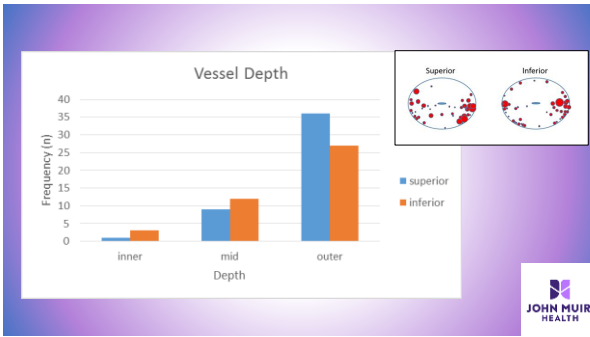 Vessel Depth
Superior
Inferior
40
35
30
25
20
15
10
5
0
Frequency (n)
inner
mid
outer
Depth
superior
inferior
JOHN MUIR
HEALTH